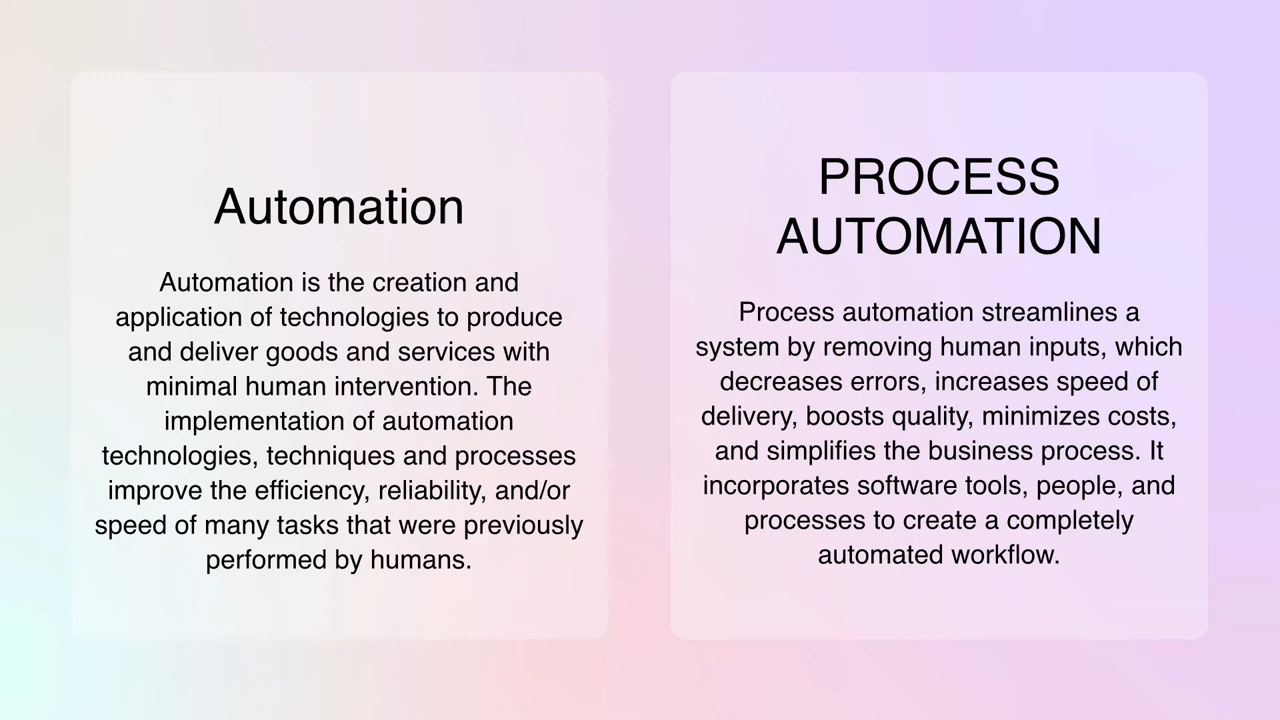 Automation
Automation is the creation and
application of technologies to produce
and deliver goods and services with
minimal human intervention. The
implementation of automation
technologies, techniques and processes
improve the efficiency, reliability, and/or
speed of many tasks that were previously
performed by humans.
PROCESS
AUTOMATION
Process automation streamlines a
system by removing human inputs, which
decreases errors, increases speed of
delivery, boosts quality, minimizes costs,
and simplifies the business process. It
incorporates software tools, people, and
processes to create a completely
automated workflow.